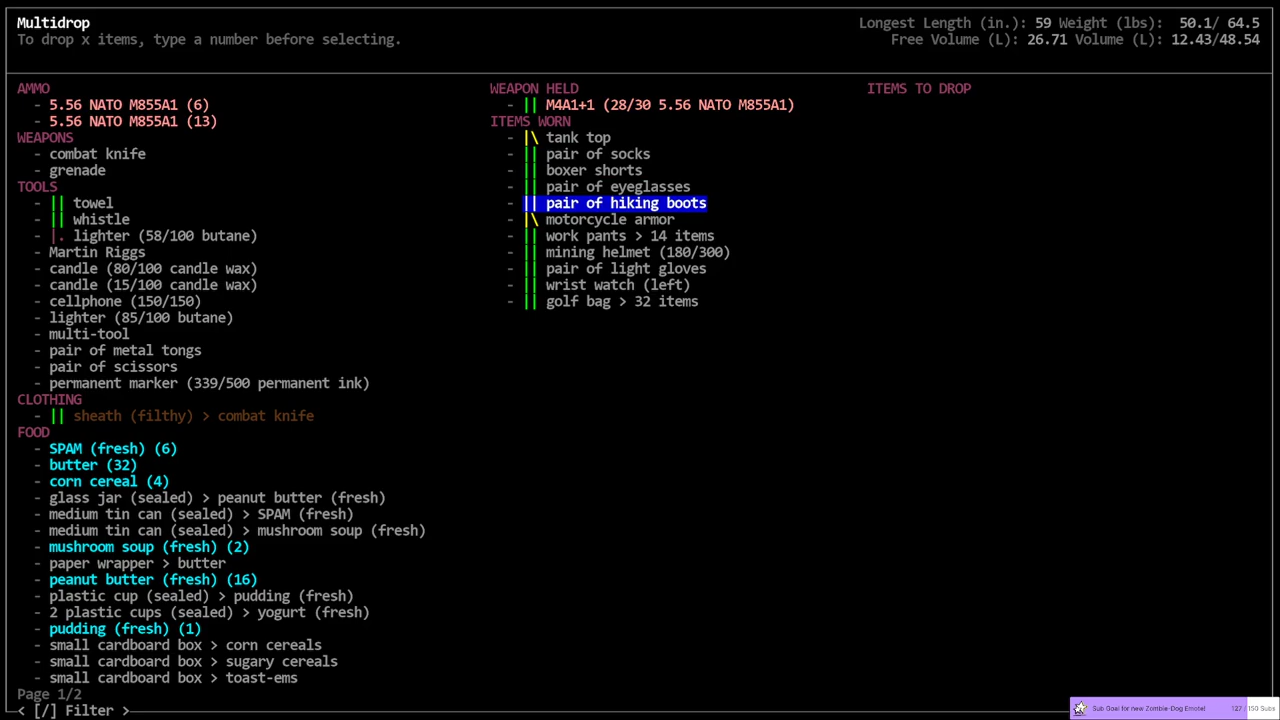 Multidrop
To drop x items, type a number before selecting.
Longest Length (in.): 59 Weight (lbs): 50.1/ 64.5
Free Volume (L): 26.71 Volume (L): 12.43/48.54
AMMO
- 5.56 NATO M855A1 (6)
- 5.56 NATO M855A1 (13)
WEAPONS
- combat knife
- grenade
TOOLS
- || towel
- || whistle
- |. lighter (58/100 butane)
- Martin Riggs
- candle (80/100 candle wax)
- candle (15/100 candle wax)
- cellphone (150/150)
- lighter (85/100 butane)
- multi-tool
- pair of metal tongs
- pair of scissors
- permanent marker (339/500 permanent ink)
CLOTHING
- || sheath (filthy) > combat knife
FOOD
- SPAM (fresh) (6)
- butter (32)
- corn cereal (4)
- glass jar (sealed) > peanut butter (fresh)
- medium tin can (sealed) > SPAM (fresh)
- medium tin can (sealed) > mushroom soup (fresh)
- mushroom soup (fresh) (2)
- paper wrapper > butter
- peanut butter (fresh) (16)
- plastic cup (sealed) > pudding (fresh)
- 2 plastic cups (sealed) > yogurt (fresh)
- pudding (fresh) (1)
- small cardboard box > corn cereals
- small cardboard box > sugary cereals
- small cardboard box > toast-ems
WEAPON HELD
- || M4A1+1 (28/30 5.56 NATO M855A1)
ITEMS WORN
- |\ tank top
- || pair of socks
- || boxer shorts
- || pair of eyeglasses
- || pair of hiking boots
- |\ motorcycle armor
- || work pants > 14 items
- || mining helmet (180/300)
- || pair of light gloves
- || wrist watch (left)
- || golf bag > 32 items
ITEMS TO DROP
Page 1/2
< [/] Filter >
Sub Goal for new Zombie-Dog Emote! 127 / 150 Subs